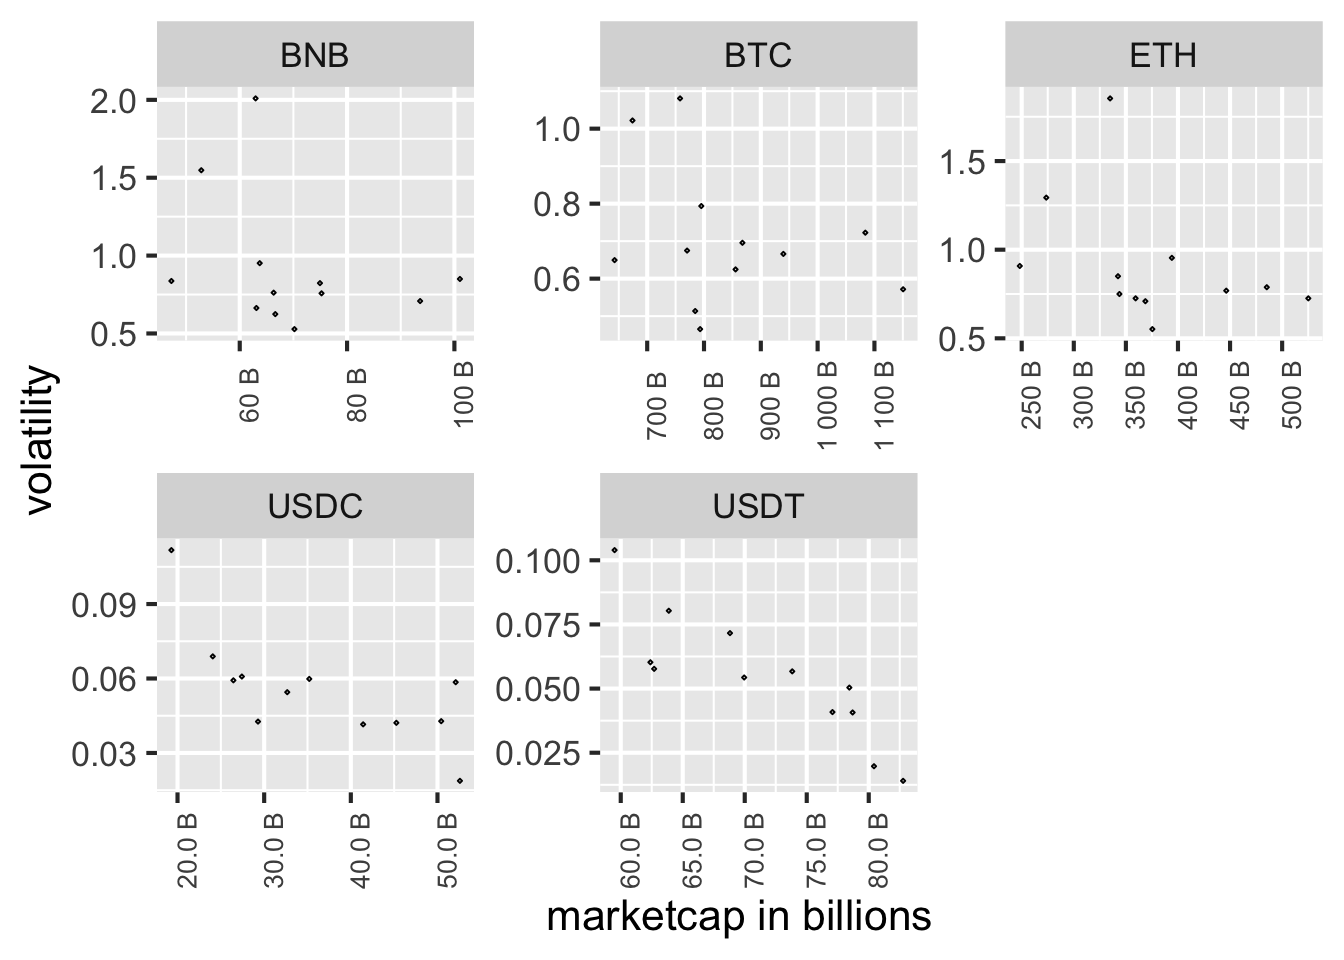 BNB
BTC
ETH
2.0
1.5
1.0
0.5
1.0
0.8
0.6
1.5
1.0
0.5
60 B
80 B
100 B
700 B
800 B
900 B
1 000 B
1 100 B
250 B
300 B
350 B
400 B
450 B
500 B
volatility
USDC
USDT
0.09
0.06
0.03
0.100
0.075
0.050
0.025
20.0 B
30.0 B
40.0 B
50.0 B
60.0 B
65.0 B
70.0 B
75.0 B
80.0 B
marketcap in billions